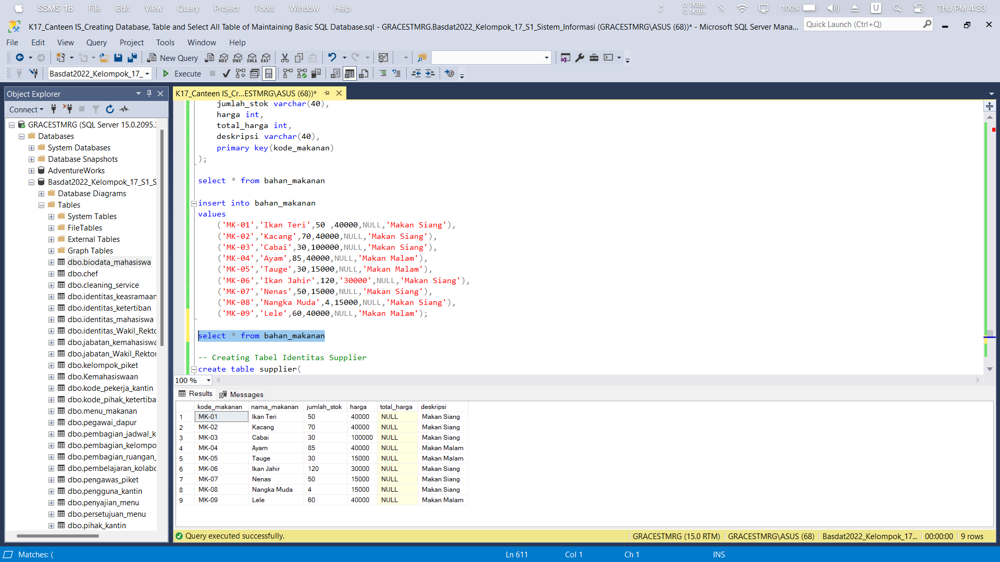 SSMS 18 File Edit View Query Project Tools Window Help 0.1KB/s 0.1KB/s 100% U Thu PM 4:33
K17_Canteen IS_Creating Database, Table and Select All Table of Maintaining Basic SQL Database.sql - GRACESTMRG.Basdat2022_Kelompok_17_S1_Sistem_Informasi (GRACESTMRG\ASUS (68))* - Microsoft SQL Server Mana... Quick Launch (Ctrl+Q)
File Edit View Query Project Tools Window Help
New Query MDX DMX XMLA DAX
Basdat2022_Kelompok_17_ Execute
Object Explorer
Connect
GRACESTMRG (SQL Server 15.0.2095.3
Databases
System Databases
Database Snapshots
AdventureWorks
Basdat2022_Kelompok_17_S1_S
Database Diagrams
Tables
System Tables
FileTables
External Tables
Graph Tables
dbo.biodata_mahasiswa
dbo.chef
dbo.cleaning_service
dbo.identitas_keasramaan
dbo.identitas_ketertiban
dbo.identitas_mahasiswa
dbo.identitas_Wakil_Rekto
dbo.jabatan_kemahasiswa
dbo.jabatan_Wakil_Rektor
dbo.kelompok_piket
dbo.Kemahasiswaan
dbo.kode_pekerja_kantin
dbo.kode_pihak_ketertiba
dbo.menu_makanan
dbo.pegawai_dapur
dbo.pembagian_jadwal_k
dbo.pembagian_kelompo
dbo.pembagian_ruangan_
dbo.pembelajaran_kolabo
dbo.pengawas_piket
dbo.pengguna_kantin
dbo.penyajian_menu
dbo.persetujuan_menu
dbo.pihak_kantin
K17_Canteen IS_Cr...ESTMRG\ASUS (68))*
jumlah_stok varchar(40),
harga int,
total_harga int,
deskripsi varchar(40),
primary key(kode_makanan)
);
select * from bahan_makanan
insert into bahan_makanan
values
('MK-01','Ikan Teri',50 ,40000,NULL,'Makan Siang'),
('MK-02','Kacang',70,40000,NULL,'Makan Siang'),
('MK-03','Cabai',30,100000,NULL,'Makan Siang'),
('MK-04','Ayam',85,40000,NULL,'Makan Malam'),
('MK-05','Tauge',30,15000,NULL,'Makan Malam'),
('MK-06','Ikan Jahir',120,'30000',NULL,'Makan Siang'),
('MK-07','Nenas',50,15000,NULL,'Makan Siang'),
('MK-08','Nangka Muda',4,15000,NULL,'Makan Siang'),
('MK-09','Lele',60,40000,NULL,'Makan Malam');
select * from bahan_makanan
-- Creating Tabel Identitas Supplier
create table supplier(
100 %
Results Messages
kode_makanan nama_makanan jumlah_stok harga total_harga deskripsi
1 MK-01 Ikan Teri 50 40000 NULL Makan Siang
2 MK-02 Kacang 70 40000 NULL Makan Siang
3 MK-03 Cabai 30 100000 NULL Makan Siang
4 MK-04 Ayam 85 40000 NULL Makan Malam
5 MK-05 Tauge 30 15000 NULL Makan Malam
6 MK-06 Ikan Jahir 120 30000 NULL Makan Siang
7 MK-07 Nenas 50 15000 NULL Makan Siang
8 MK-08 Nangka Muda 4 15000 NULL Makan Siang
9 MK-09 Lele 60 40000 NULL Makan Malam
Query executed successfully. GRACESTMRG (15.0 RTM) GRACESTMRG\ASUS (68) Basdat2022_Kelompok_17... 00:00:00 9 rows
Matches: ( Ln 611 Col 1 Ch 1 INS